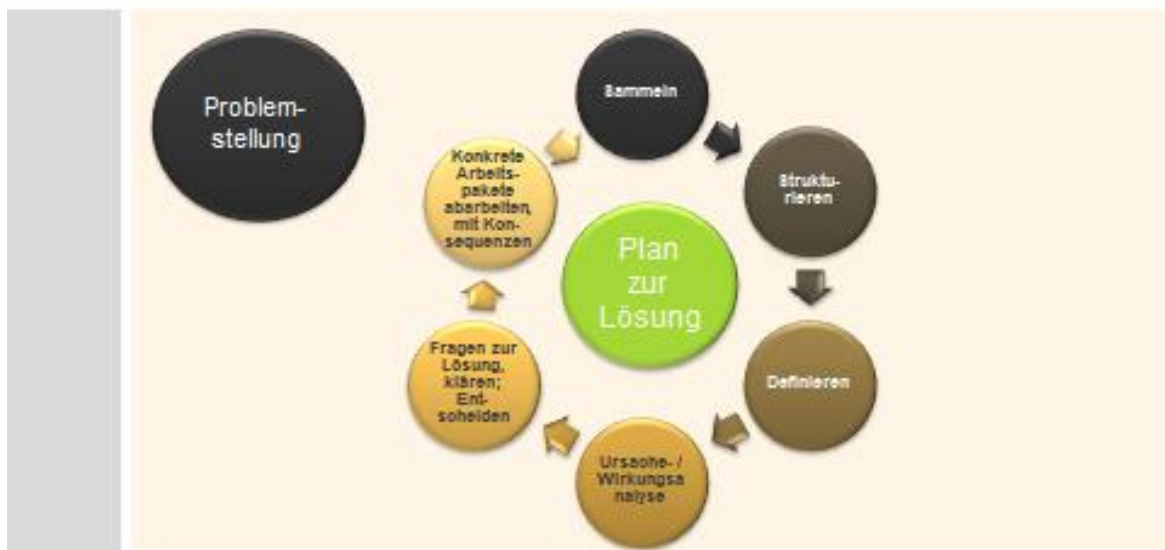 Problem-
stellung
Sammeln
Struktu-
rieren
Definieren
Ursache- /
Wirkungsa
nalyse
Fragen zur
Lösung,
klären;
Ent-
scheiden
Konkrete
Arbeits-
pakete
abarbeiten,
mit Kon-
sequenzen
Plan
zur
Lösung